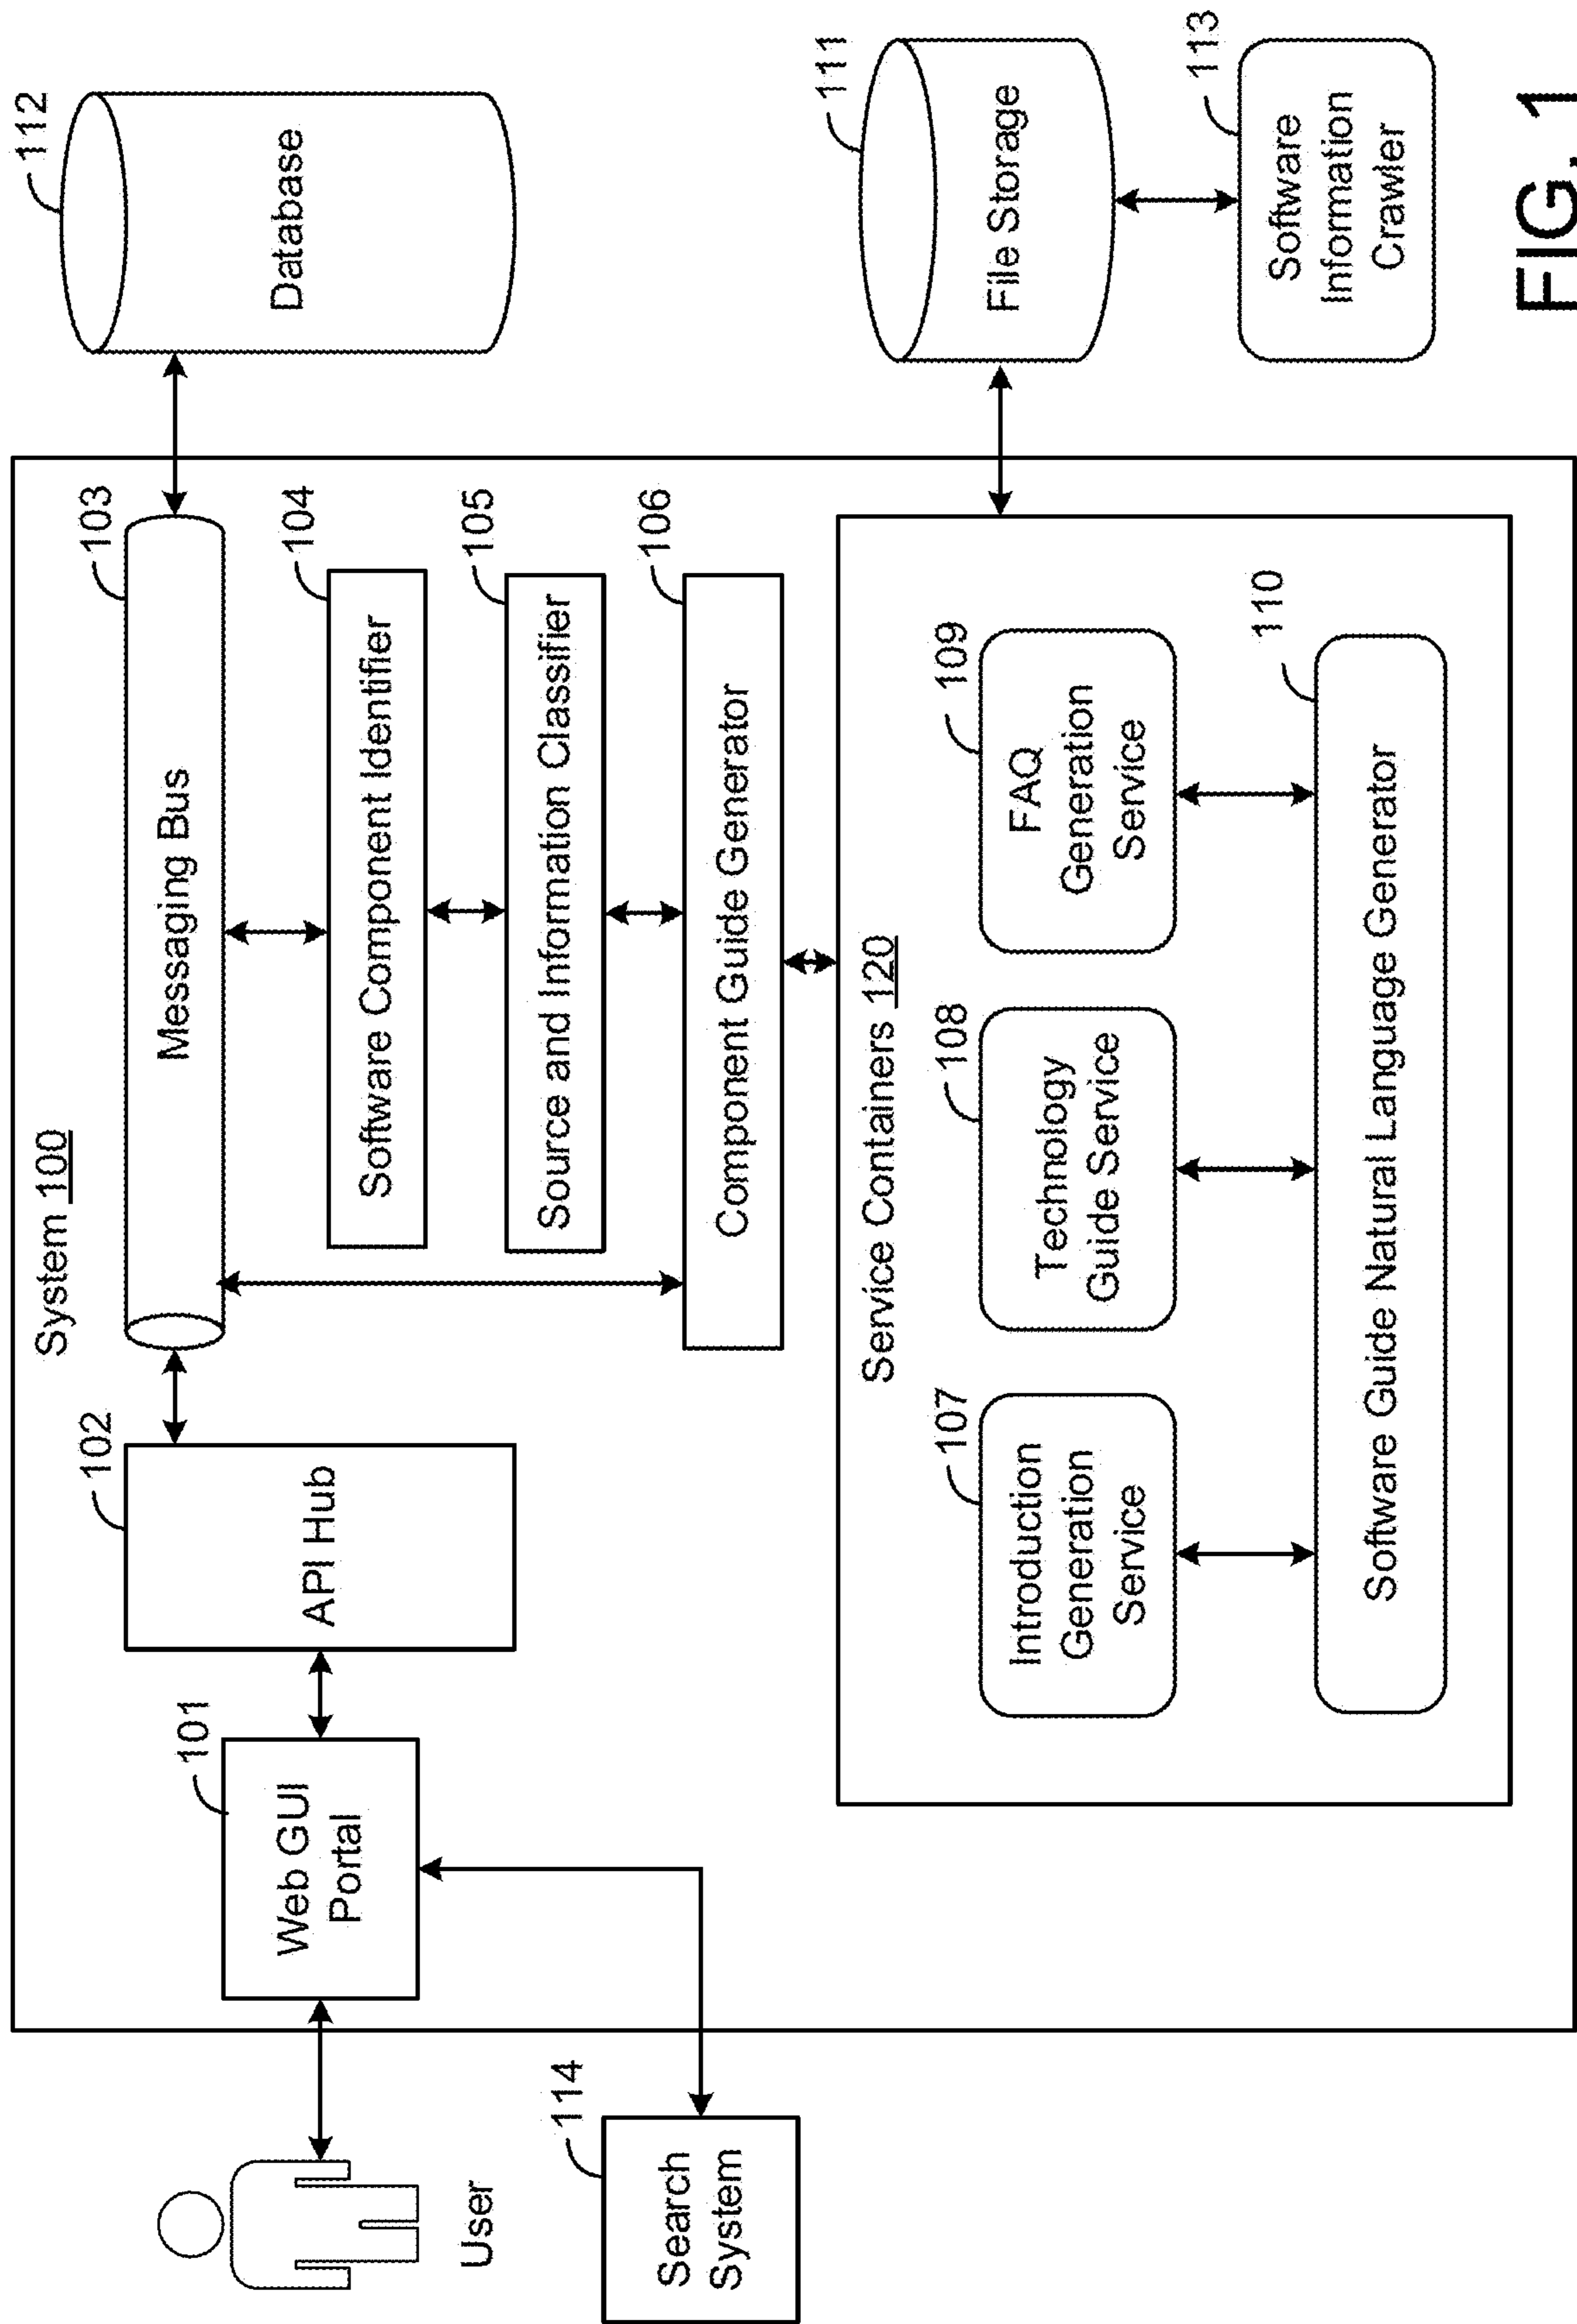 System 100
112
Database
103
Messaging Bus
102
API Hub
101
Web GUI
Portal
User
104
Software Component Identifier
105
Source and Information Classifier
106
Component Guide Generator
114
Search
System
Service Containers 120
107
Introduction
Generation
Service
108
Technology
Guide Service
109
FAQ
Generation
Service
110
Software Guide Natural Language Generator
111
File Storage
113
Software
Information
Crawler
FIG. 1